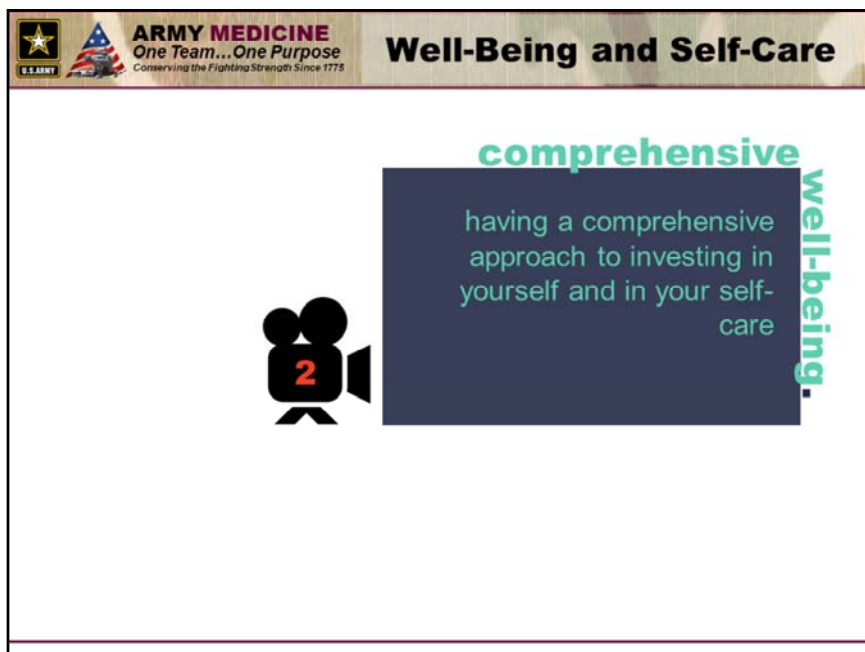 U.S.ARMY
ARMY MEDICINE
One Team...One Purpose
Conserving the Fighting Strength Since 1775
Well-Being and Self-Care
comprehensive
well-being.
having a comprehensive
approach to investing in
yourself and in your self-
care
2